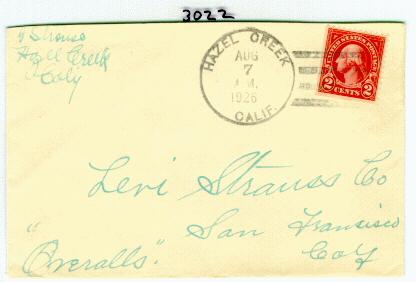 3022
Strauss
Hazel Creek
Caly
HAZEL CREEK
AUG
7
A.M.
1926
CALIF.
UNITED STATES POSTAGE
2 CENTS 2
Levi Strauss Co
San Francisco
Caly
"Overalls".